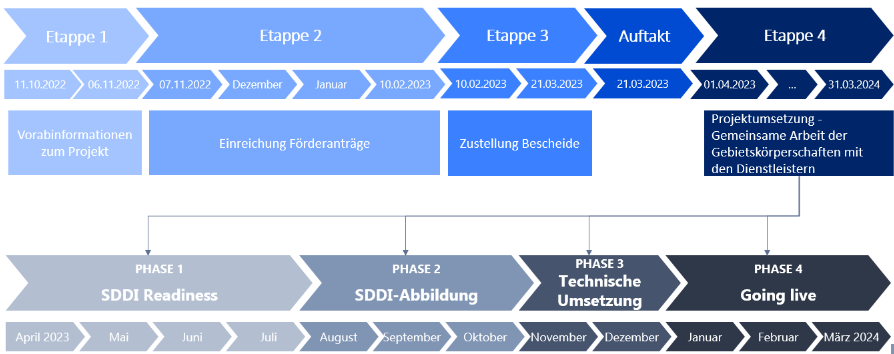 Etappe 1
Etappe 2
Etappe 3
Auftakt
Etappe 4
11.10.2022
06.11.2022
07.11.2022
Dezember
Januar
10.02.2023
10.02.2023
21.03.2023
21.03.2023
01.04.2023
...
31.03.2024
Vorabinformationen
zum Projekt
Einreichung Förderanträge
Zustellung Bescheide
Projektumsetzung -
Gemeinsame Arbeit der
Gebietskörperschaften mit
den Dienstleistern
PHASE 1
SDDI Readiness
PHASE 2
SDDI-Abbildung
PHASE 3
Technische
Umsetzung
PHASE 4
Going live
April 2023
Mai
Juni
Juli
August
September
Oktober
November
Dezember
Januar
Februar
März 2024